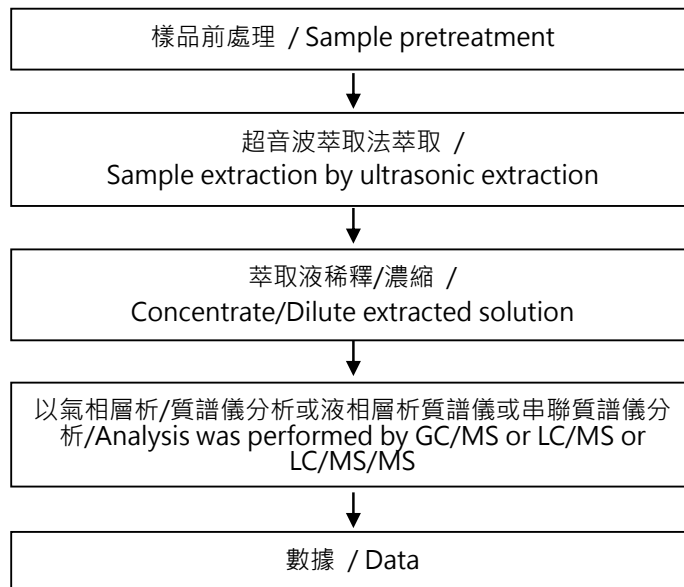 樣品前處理 / Sample pretreatment
超音波萃取法萃取 /
Sample extraction by ultrasonic extraction
萃取液稀釋/濃縮 /
Concentrate/Dilute extracted solution
以氣相層析/質譜儀分析或液相層析質譜儀或串聯質譜儀分
析/Analysis was performed by GC/MS or LC/MS or
LC/MS/MS
數據 / Data